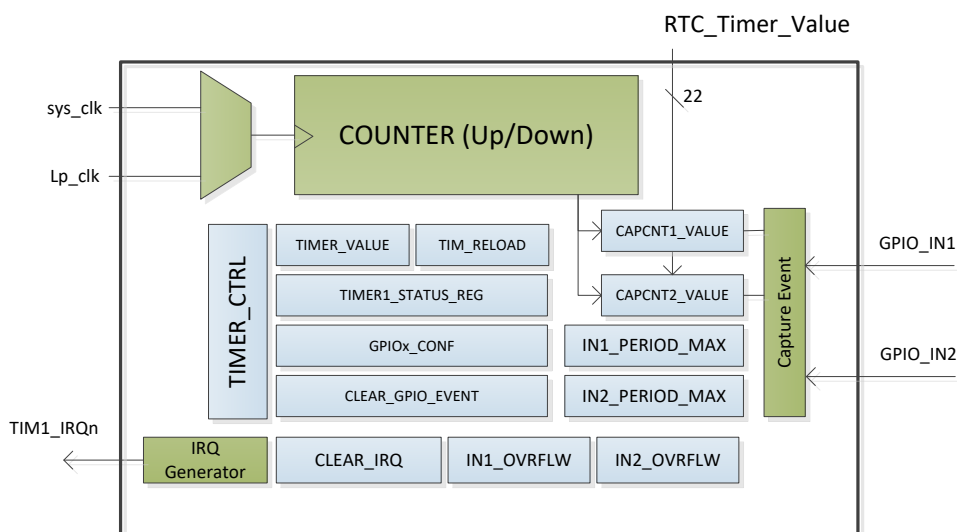 RTC_Timer_Value
sys_clk
22
COUNTER (Up/Down)
Lp_clk
TIMER_CTRL
TIMER_VALUE
TIM_RELOAD
CAPCNT1_VALUE
Capture Event
GPIO_IN1
TIMER1_STATUS_REG
CAPCNT2_VALUE
GPIOx_CONF
IN1_PERIOD_MAX
GPIO_IN2
CLEAR_GPIO_EVENT
IN2_PERIOD_MAX
TIM1_IRQn
IRQ
Generator
CLEAR_IRQ
IN1_OVRFLW
IN2_OVRFLW